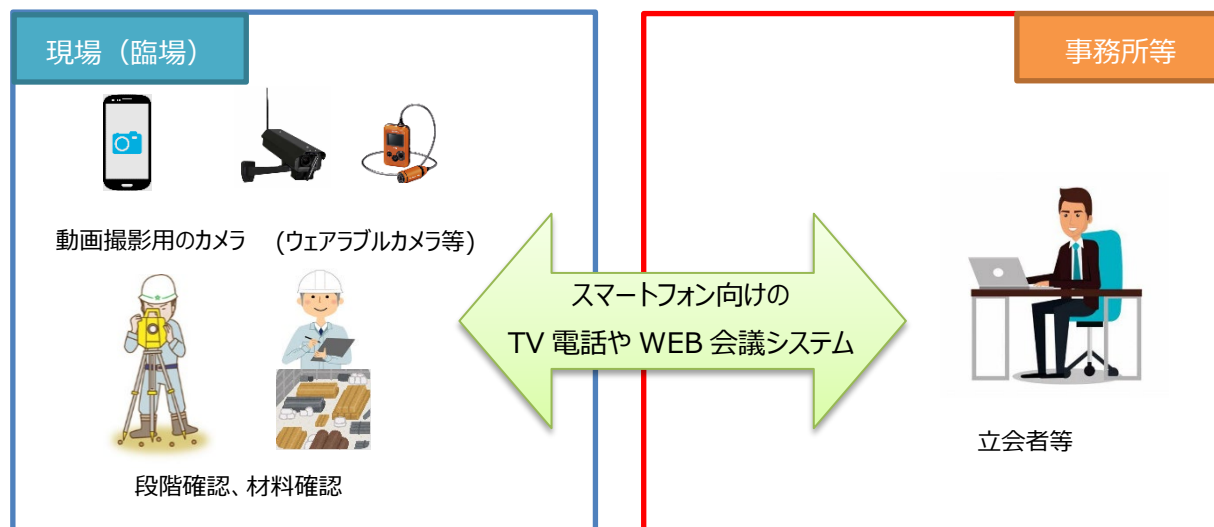 現場（臨場）
事務所等
動画撮影用のカメラ
(ウェアラブルカメラ等)
スマートフォン向けの
TV 電話や WEB 会議システム
立会者等
段階確認、材料確認